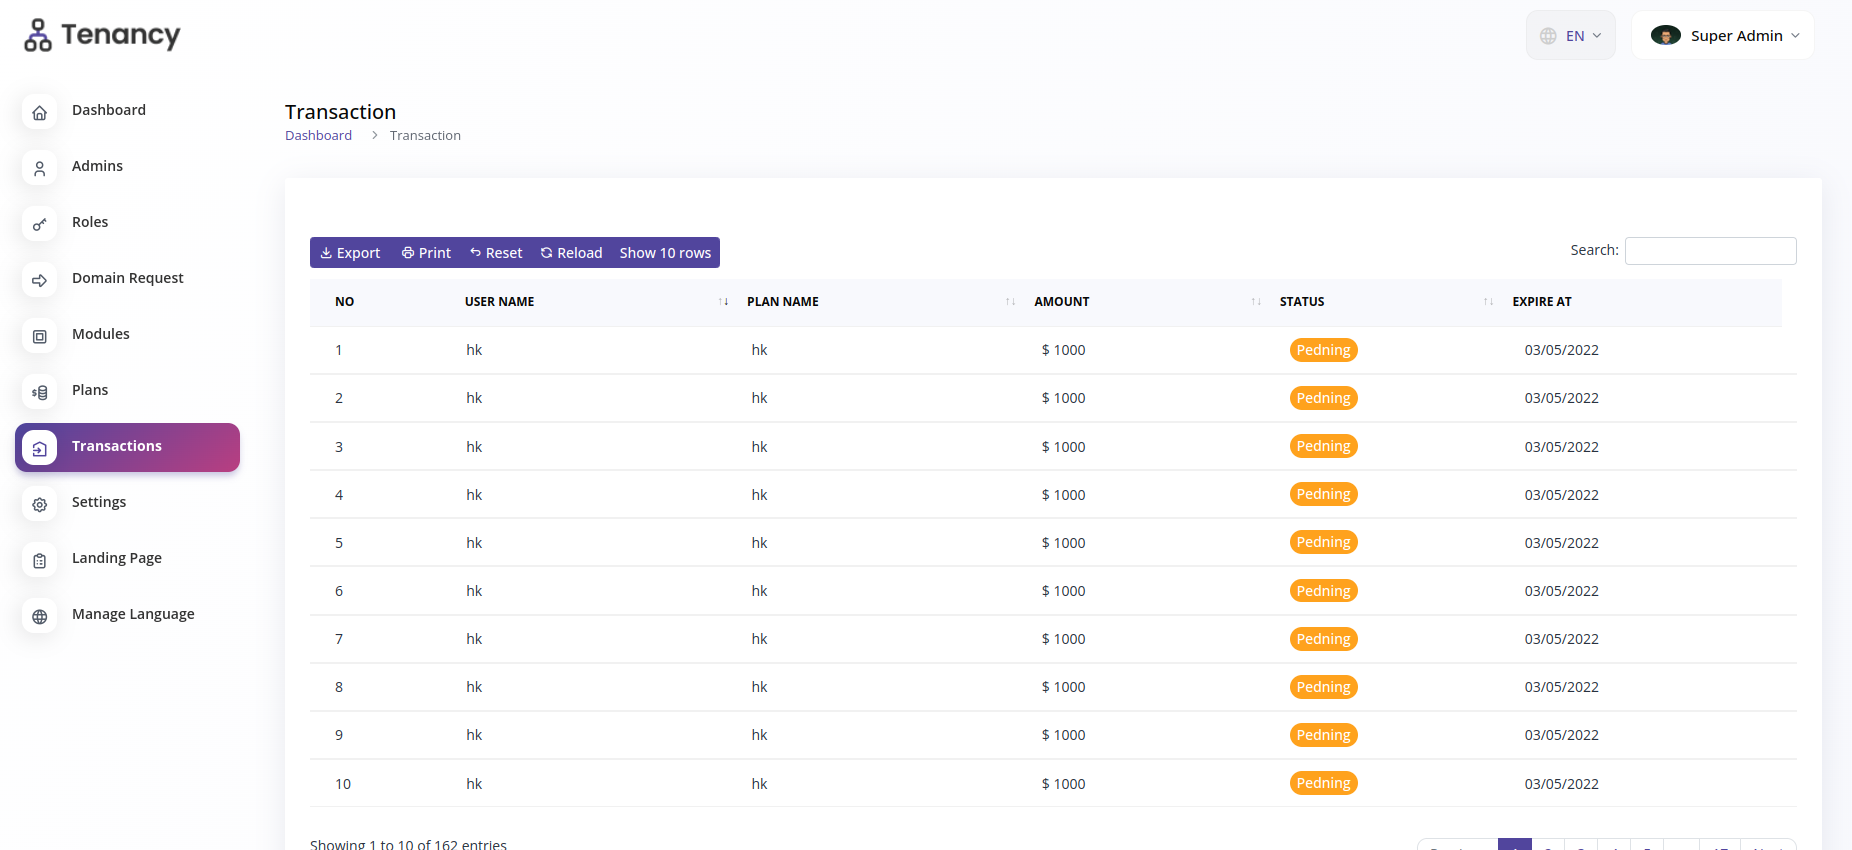 Tenancy
EN
Super Admin
Dashboard
Admins
Roles
Domain Request
Modules
Plans
Transactions
Settings
Landing Page
Manage Language
Transaction
Dashboard > Transaction
Export Print Reset Reload Show 10 rows
Search:
NO USER NAME PLAN NAME AMOUNT STATUS EXPIRE AT
1 hk hk $ 1000 Pedning 03/05/2022
2 hk hk $ 1000 Pedning 03/05/2022
3 hk hk $ 1000 Pedning 03/05/2022
4 hk hk $ 1000 Pedning 03/05/2022
5 hk hk $ 1000 Pedning 03/05/2022
6 hk hk $ 1000 Pedning 03/05/2022
7 hk hk $ 1000 Pedning 03/05/2022
8 hk hk $ 1000 Pedning 03/05/2022
9 hk hk $ 1000 Pedning 03/05/2022
10 hk hk $ 1000 Pedning 03/05/2022
Showing 1 to 10 of 162 entries